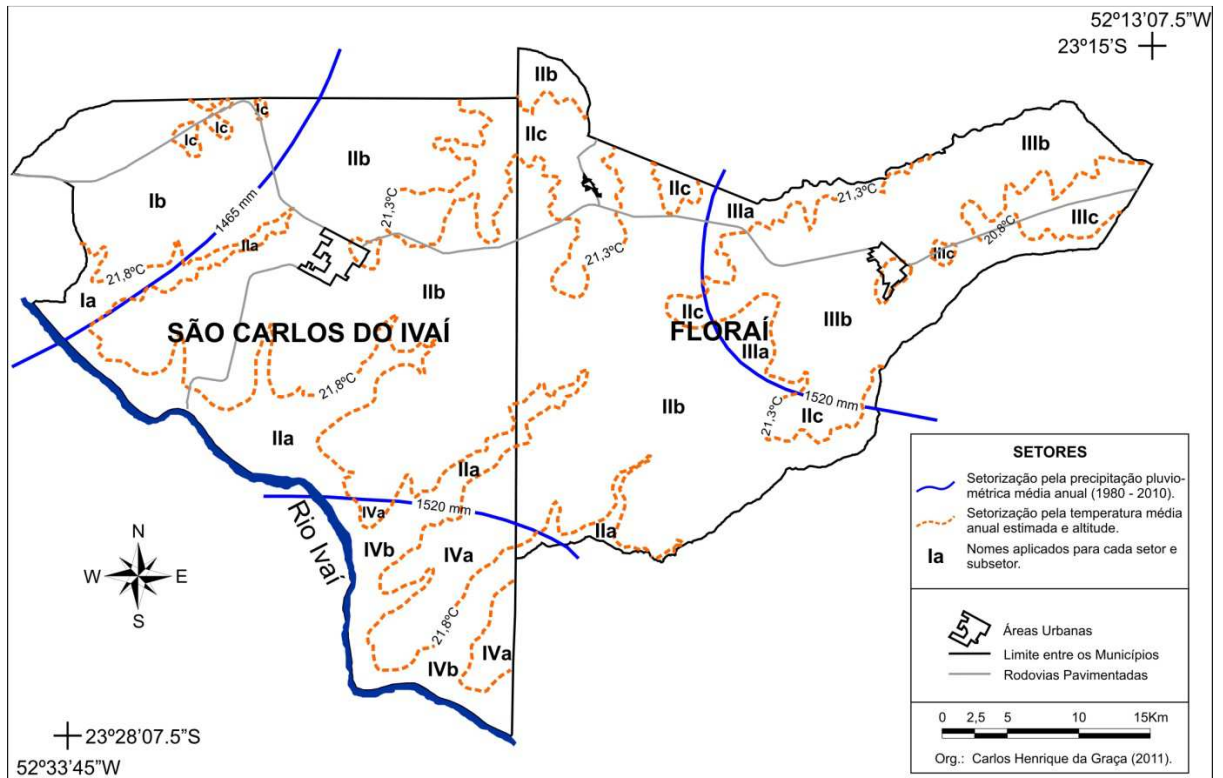 52º13’07.5”W
23º15’S
IIb
Ic
Ic
Ic
IIb
IIc
IIIb
Ib
1465 mm
21,3ºC
IIc
IIIa
21,3ºC
IIIc
20,8ºC
IIa
21,8ºC
21,3ºC
IIIc
Ia
IIb
IIc
IIIb
SÃO CARLOS DO IVAÍ
FLORAÍ
IIIa
21,8ºC
1520 mm
IIb
21,3ºC
IIc
IIa
IIa
1520 mm
IVa
IIa
Rio Ivaí
IVb
IVa
21,8ºC
IVb
IVa
N
W
E
S
SETORES
Setorização pela precipitação pluvio-
métrica média anual (1980 - 2010).
Setorização pela temperatura média
anual estimada e altitude.
Ia
Nomes aplicados para cada setor e
subsetor.
Áreas Urbanas
Limite entre os Municípios
Rodovias Pavimentadas
0 2,5 5 10 15Km
Org.: Carlos Henrique da Graça (2011).
23º28’07.5”S
52º33’45”W